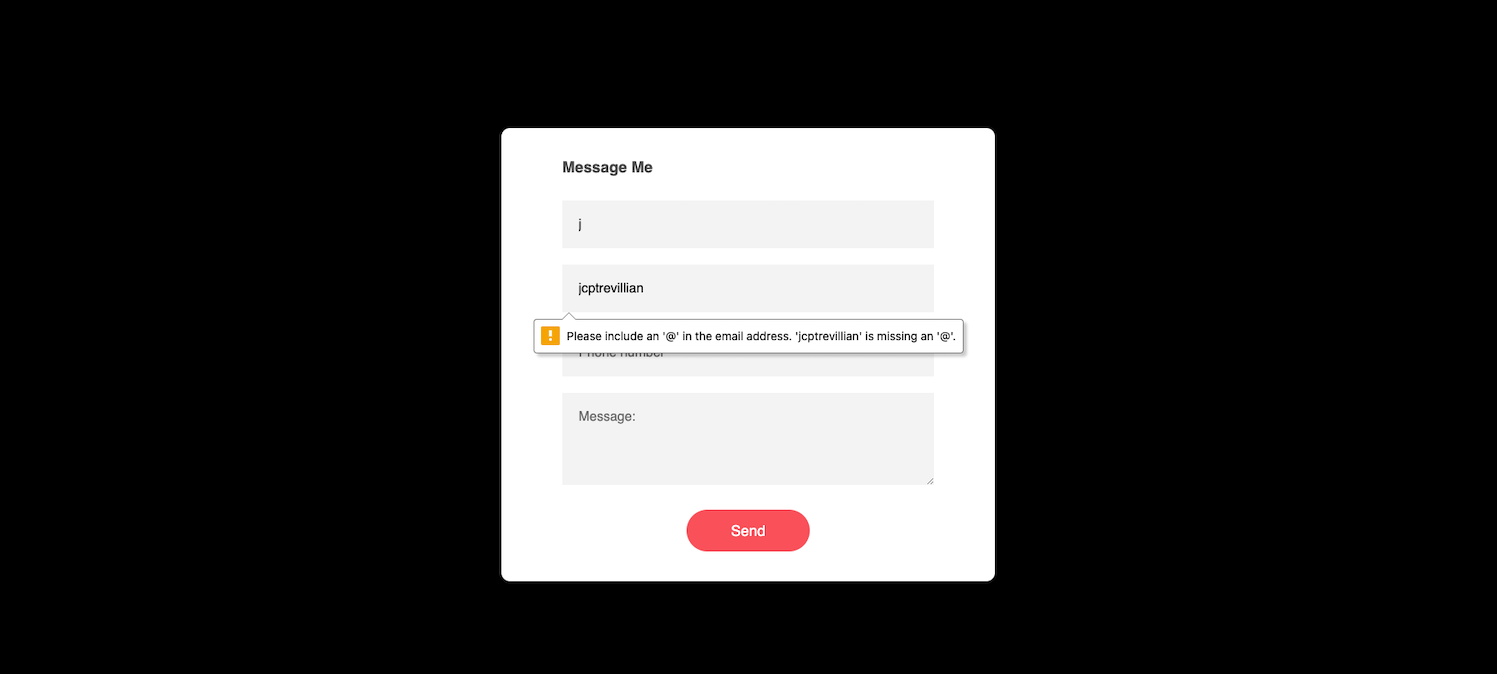 Message Me
j
jcptrevillian
Please include an '@' in the email address. 'jcptrevillian' is missing an '@'.
Phone number
Message:
Send